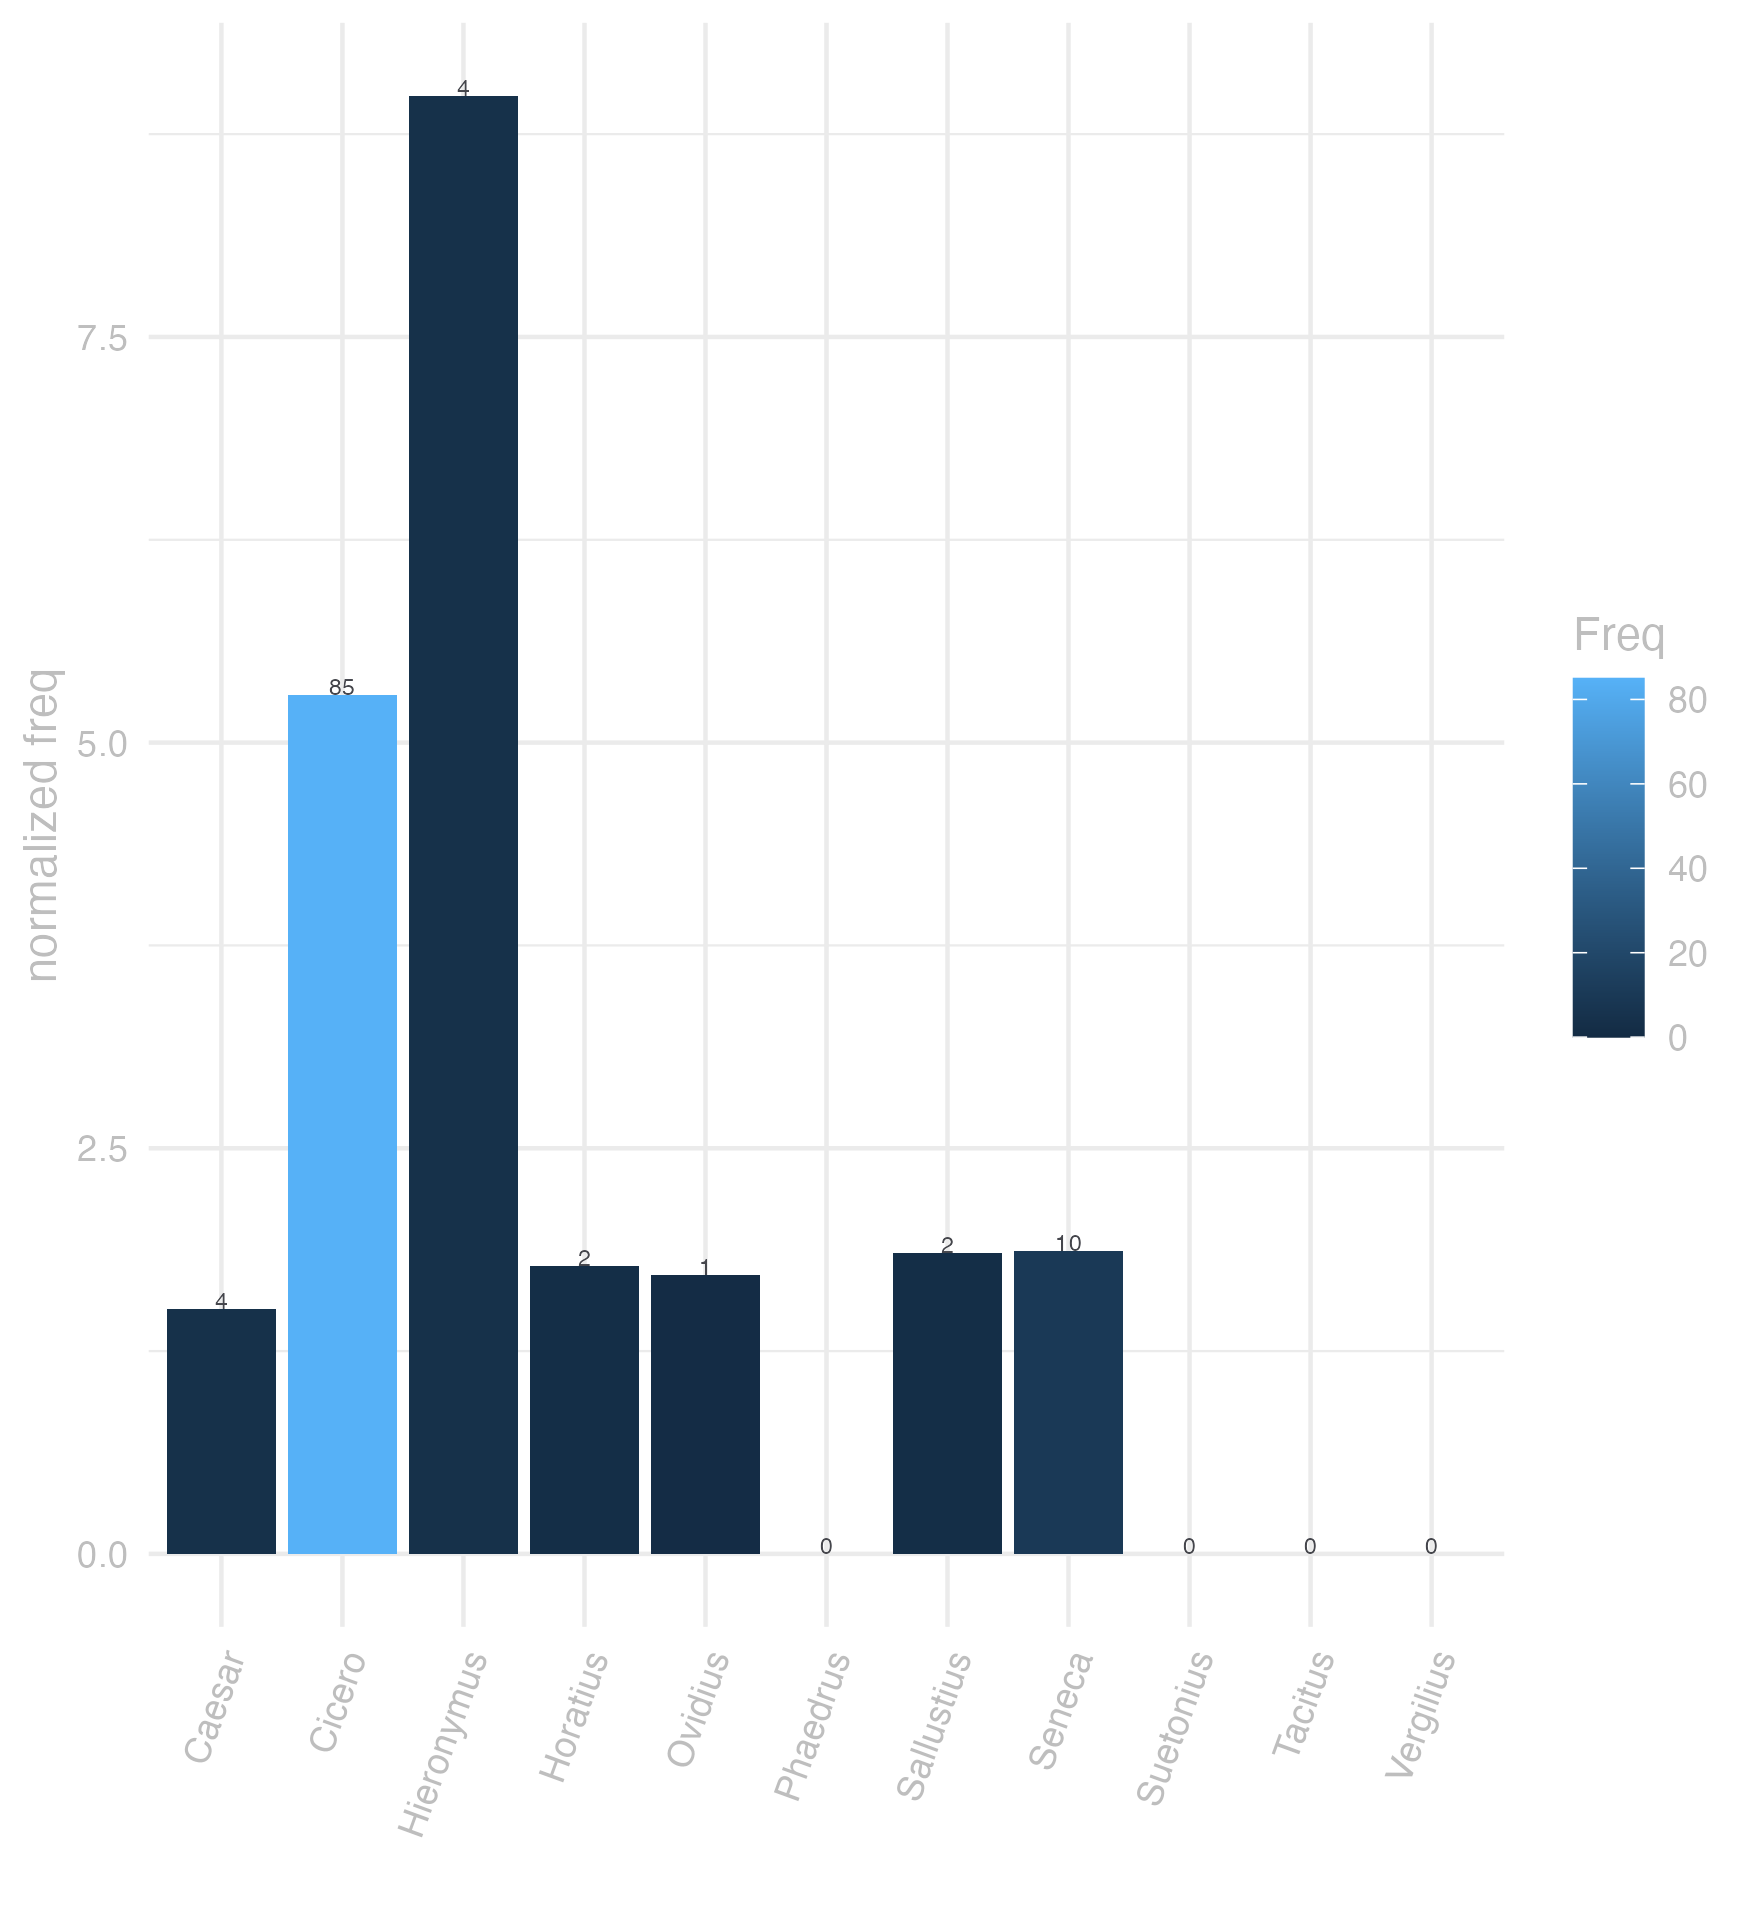 4
7.5
85
5.0
normalized freq
2.5
2
10
2
1
4
0
0
0
0
0.0
Caesar
Cicero
Hieronymus
Horatius
Ovidius
Phaedrus
Sallustius
Seneca
Suetonius
Tacitus
Vergilius
Freq
80
60
40
20
0